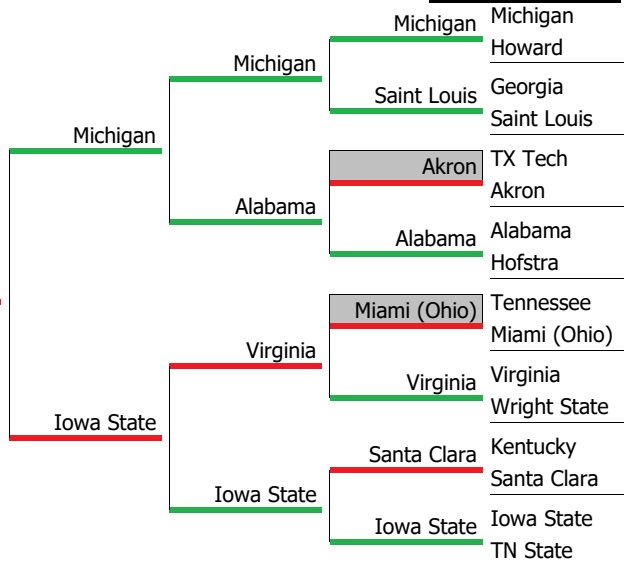 Michigan
Howard
Georgia
Saint Louis
TX Tech
Akron
Alabama
Hofstra
Tennessee
Miami (Ohio)
Virginia
Wright State
Kentucky
Santa Clara
Iowa State
TN State
Michigan
Saint Louis
Akron
Alabama
Miami (Ohio)
Virginia
Santa Clara
Iowa State
Michigan
Alabama
Virginia
Iowa State
Michigan
Iowa State